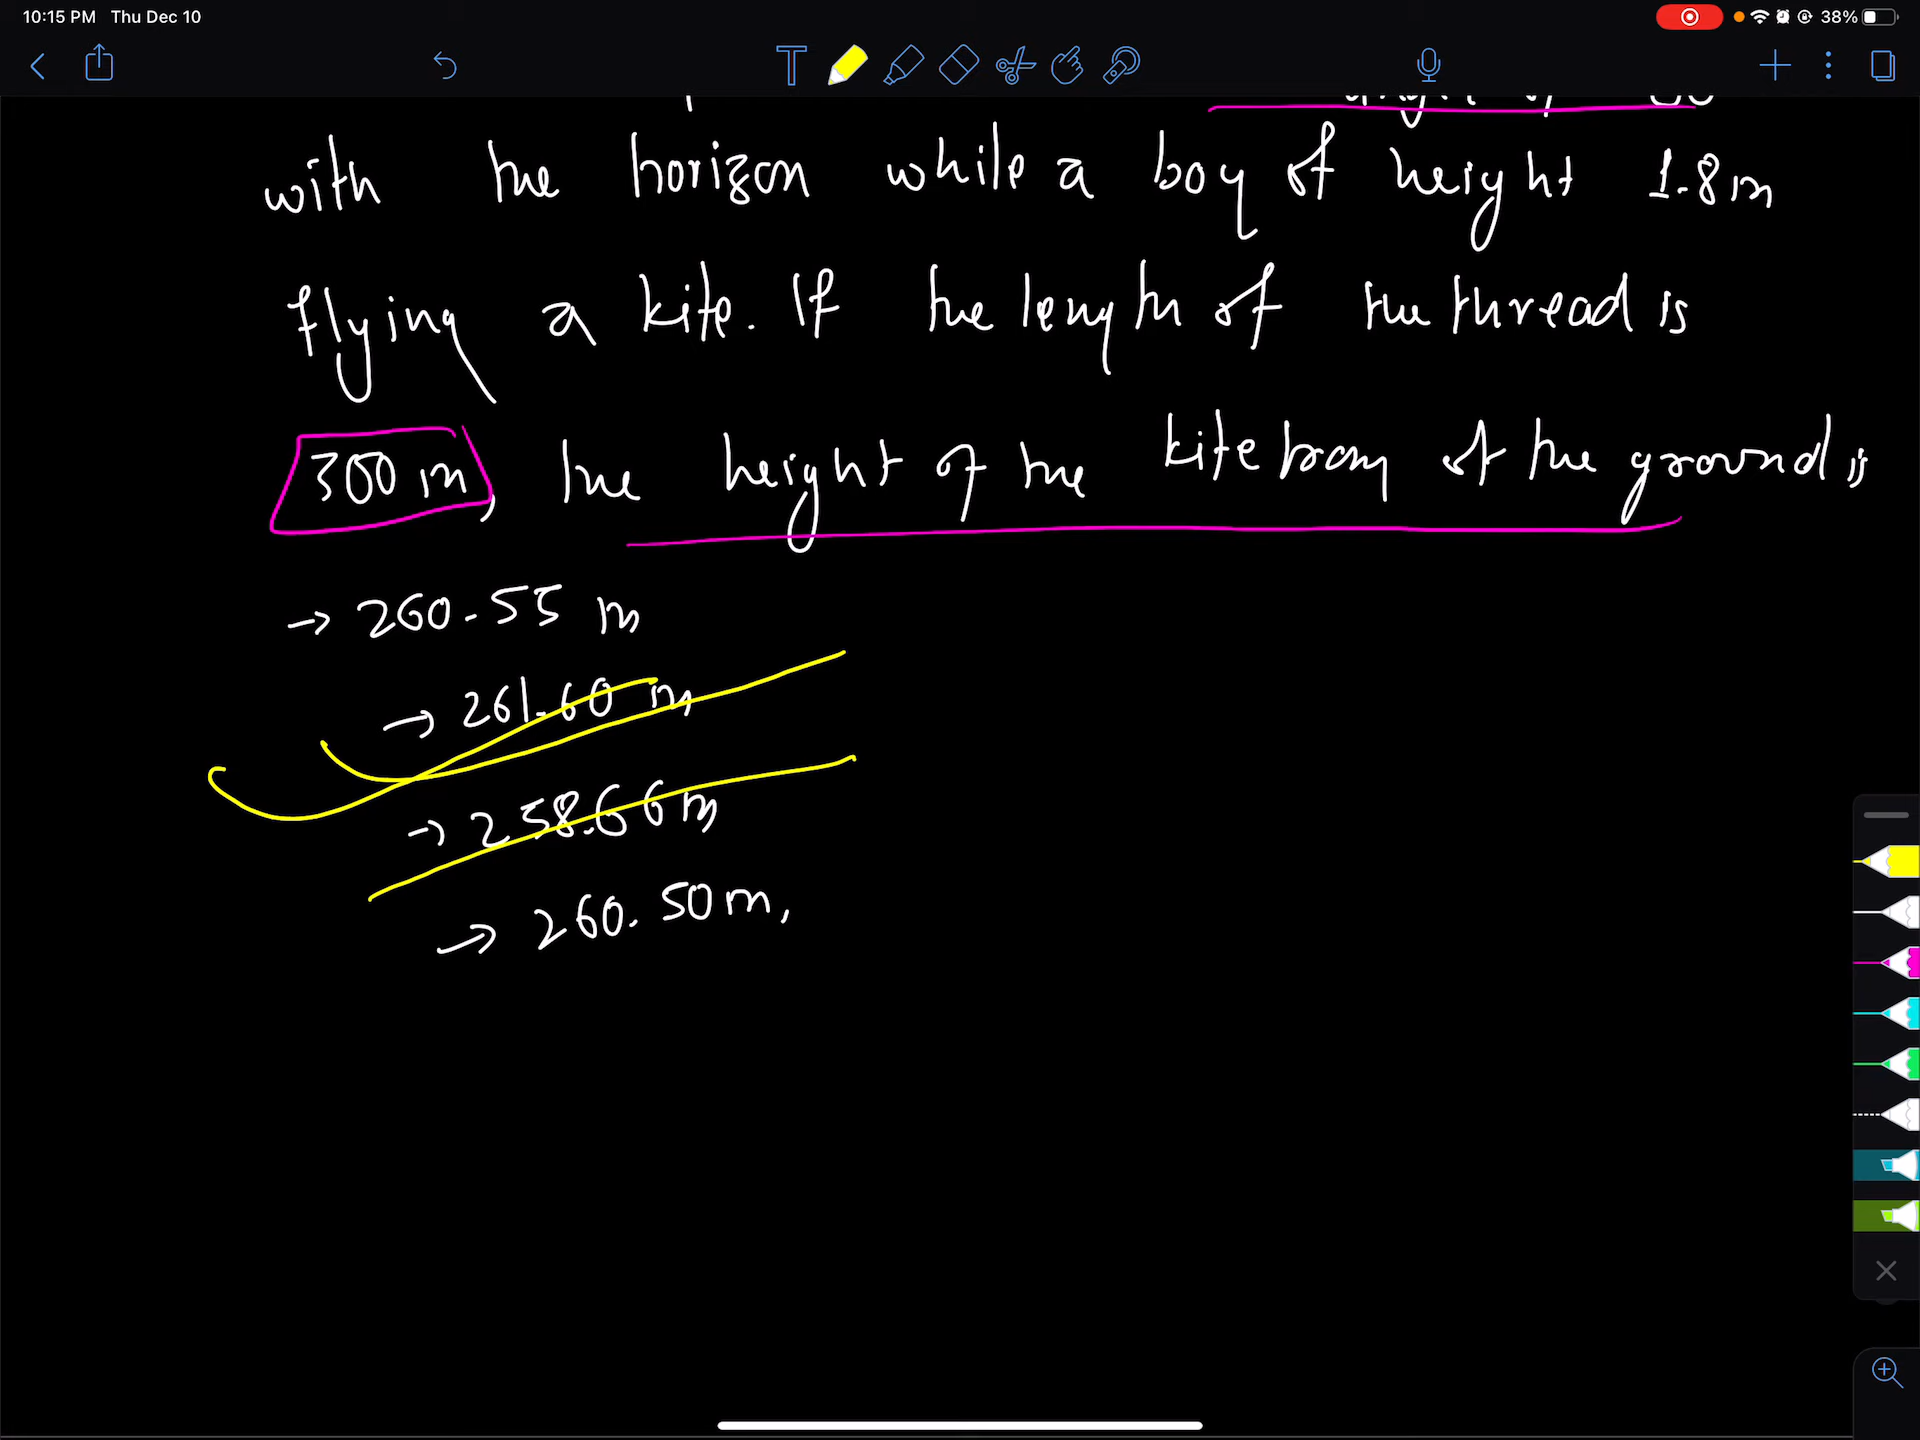 10:15 PM Thu Dec 10
38%
with the horizon while a boy of height 1.8m
flying a kite. If the length of the thread is
300 m, the height of the kite from of the ground is
→ 260.55 m
→ 261.60 m
→ 258.66 m
→ 260.50 m,